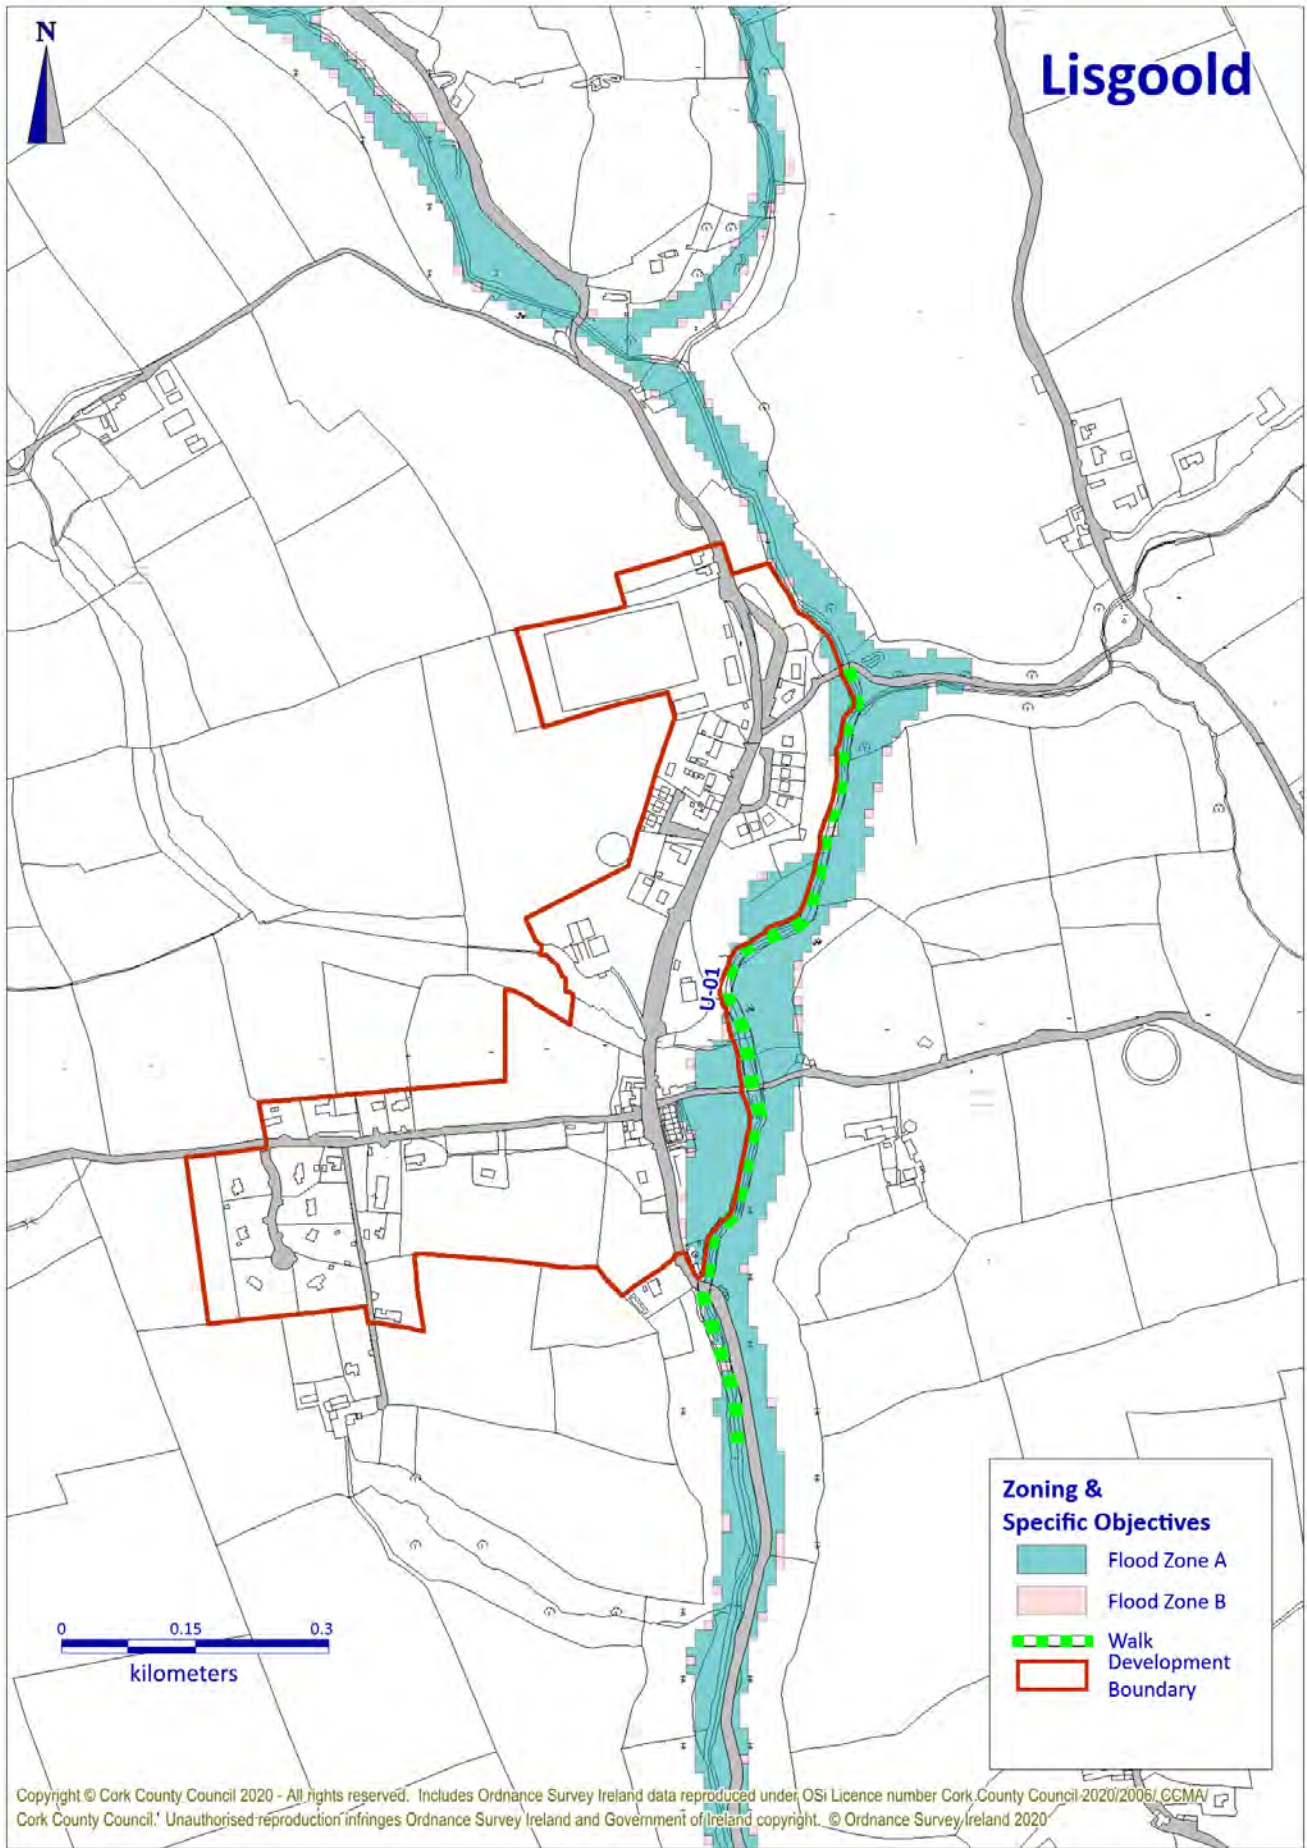 N
Lisgoold
U-01
Zoning &
Specific Objectives
Flood Zone A
Flood Zone B
Walk
Development
Boundary
0 0.15 0.3
kilometers
Copyright © Cork County Council 2020 - All rights reserved. Includes Ordnance Survey Ireland data reproduced under OSi Licence number Cork County Council 2020/2006/ CCMA/
Cork County Council.' Unauthorised reproduction infringes Ordnance Survey Ireland and Government of Ireland copyright. © Ordnance Survey Ireland 2020